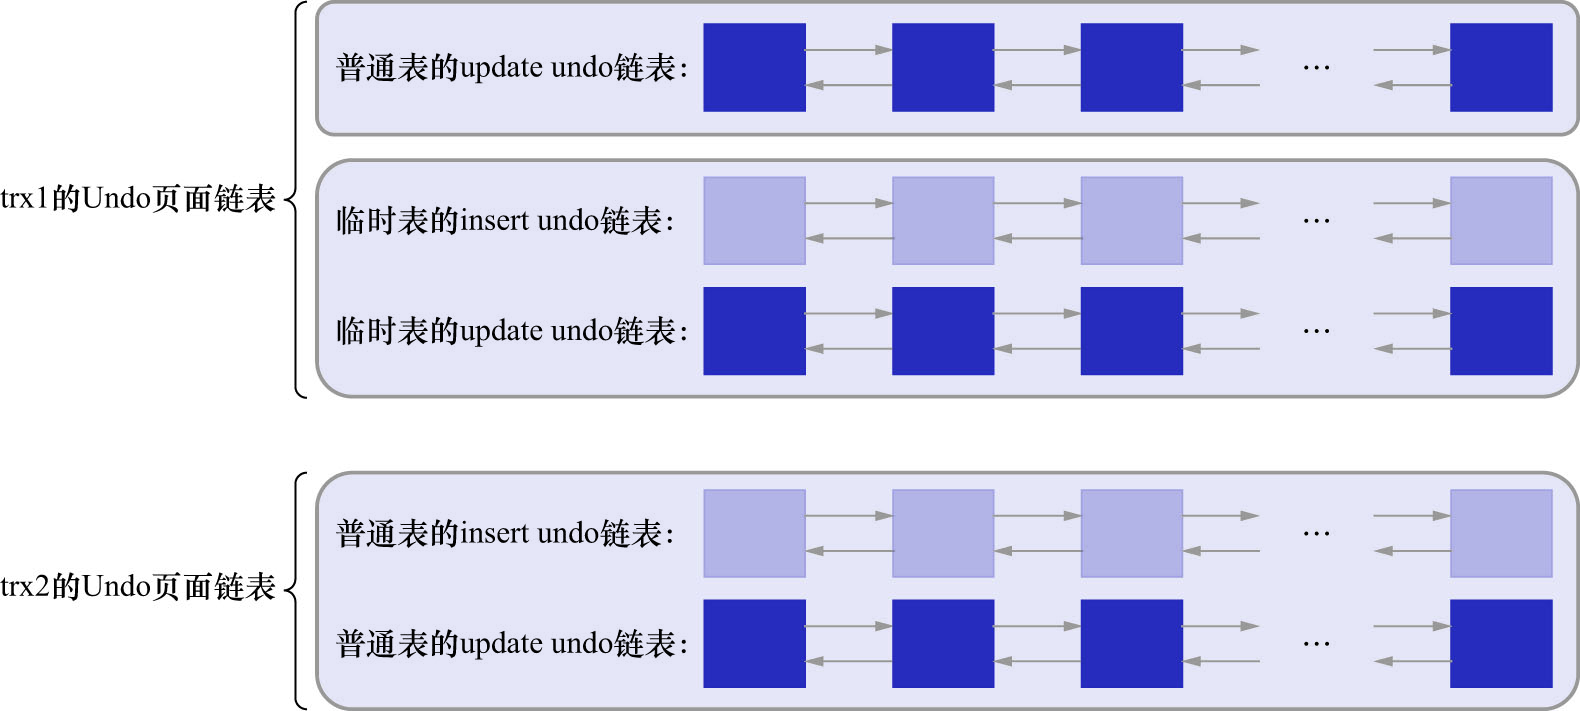 普通表的update undo链表：
...
trx1的Undo页面链表
临时表的insert undo链表：
...
临时表的update undo链表：
...
普通表的insert undo链表：
...
trx2的Undo页面链表
普通表的update undo链表：
...